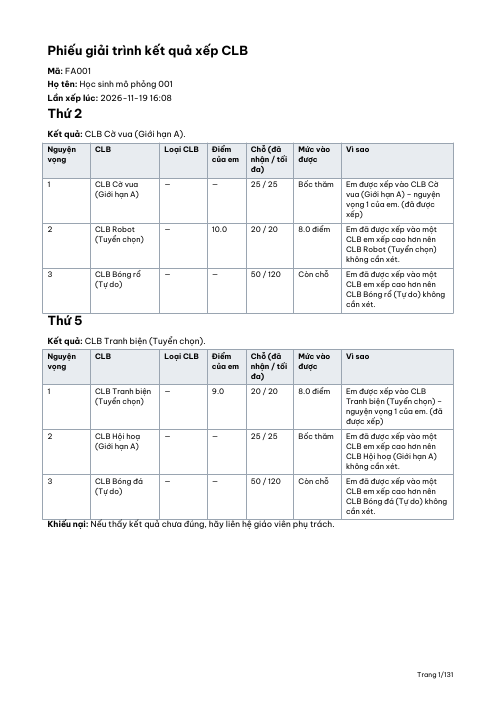 Phiếu giải trình kết quả xếp CLB
Mã: FA001
Họ tên: Học sinh mô phỏng 001
Lần xếp lúc: 2026-11-19 16:08
Thứ 2
Kết quả: CLB Cờ vua (Giới hạn A).
Nguyện vọng | CLB | Loại CLB | Điểm của em | Chỗ (đã nhận / tối đa) | Mức vào được | Vì sao
1 | CLB Cờ vua (Giới hạn A) | — | — | 25 / 25 | Bốc thăm | Em được xếp vào CLB Cờ vua (Giới hạn A) – nguyện vọng 1 của em. (đã được xếp)
2 | CLB Robot (Tuyển chọn) | — | 10.0 | 20 / 20 | 8.0 điểm | Em đã được xếp vào một CLB em xếp cao hơn nên CLB Robot (Tuyển chọn) không cần xét.
3 | CLB Bóng rổ (Tự do) | — | — | 50 / 120 | Còn chỗ | Em đã được xếp vào một CLB em xếp cao hơn nên CLB Bóng rổ (Tự do) không cần xét.
Thứ 5
Kết quả: CLB Tranh biện (Tuyển chọn).
Nguyện vọng | CLB | Loại CLB | Điểm của em | Chỗ (đã nhận / tối đa) | Mức vào được | Vì sao
1 | CLB Tranh biện (Tuyển chọn) | — | 9.0 | 20 / 20 | 8.0 điểm | Em được xếp vào CLB Tranh biện (Tuyển chọn) – nguyện vọng 1 của em. (đã được xếp)
2 | CLB Hội hoạ (Giới hạn A) | — | — | 25 / 25 | Bốc thăm | Em đã được xếp vào một CLB em xếp cao hơn nên CLB Hội hoạ (Giới hạn A) không cần xét.
3 | CLB Bóng đá (Tự do) | — | — | 50 / 120 | Còn chỗ | Em đã được xếp vào một CLB em xếp cao hơn nên CLB Bóng đá (Tự do) không cần xét.
Khiếu nại: Nếu thấy kết quả chưa đúng, hãy liên hệ giáo viên phụ trách.
Trang 1/131